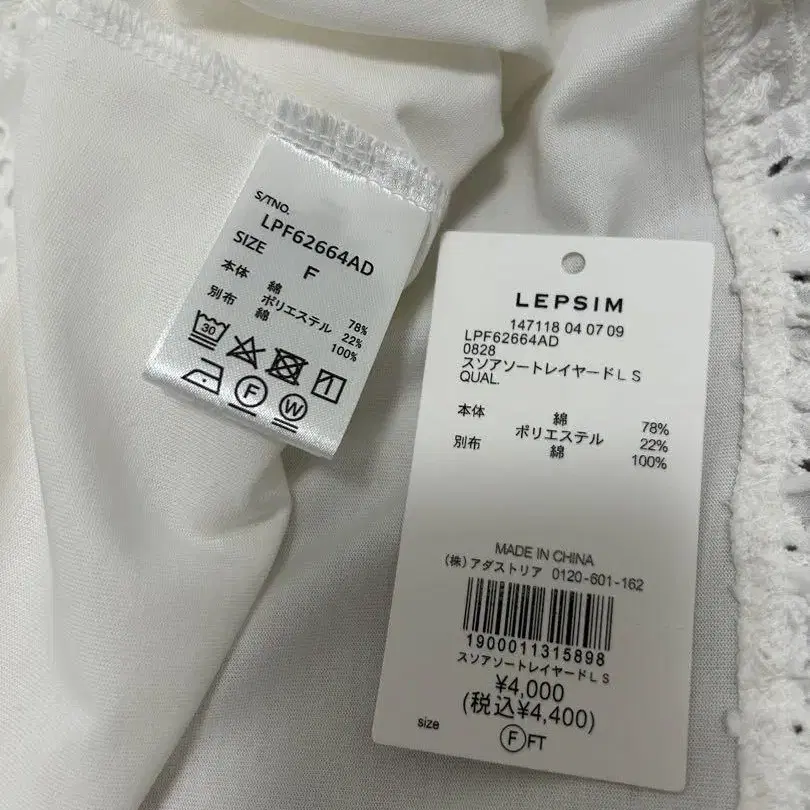 S/TNO.
LPF62664AD
SIZE
F
本体 綿 78%
ポリエステル 22%
別布 綿 100%
30
F
W
LEPSIM
147118 04 07 09
LPF62664AD
0828
スソアソートレイヤードLS
QUAL.
本体 綿 78%
ポリエステル 22%
別布 綿 100%
MADE IN CHINA
(株)アダストリア 0120-601-162
1900011315898
スソアソートレイヤードLS
¥4,000
(税込¥4,400)
size
F FT